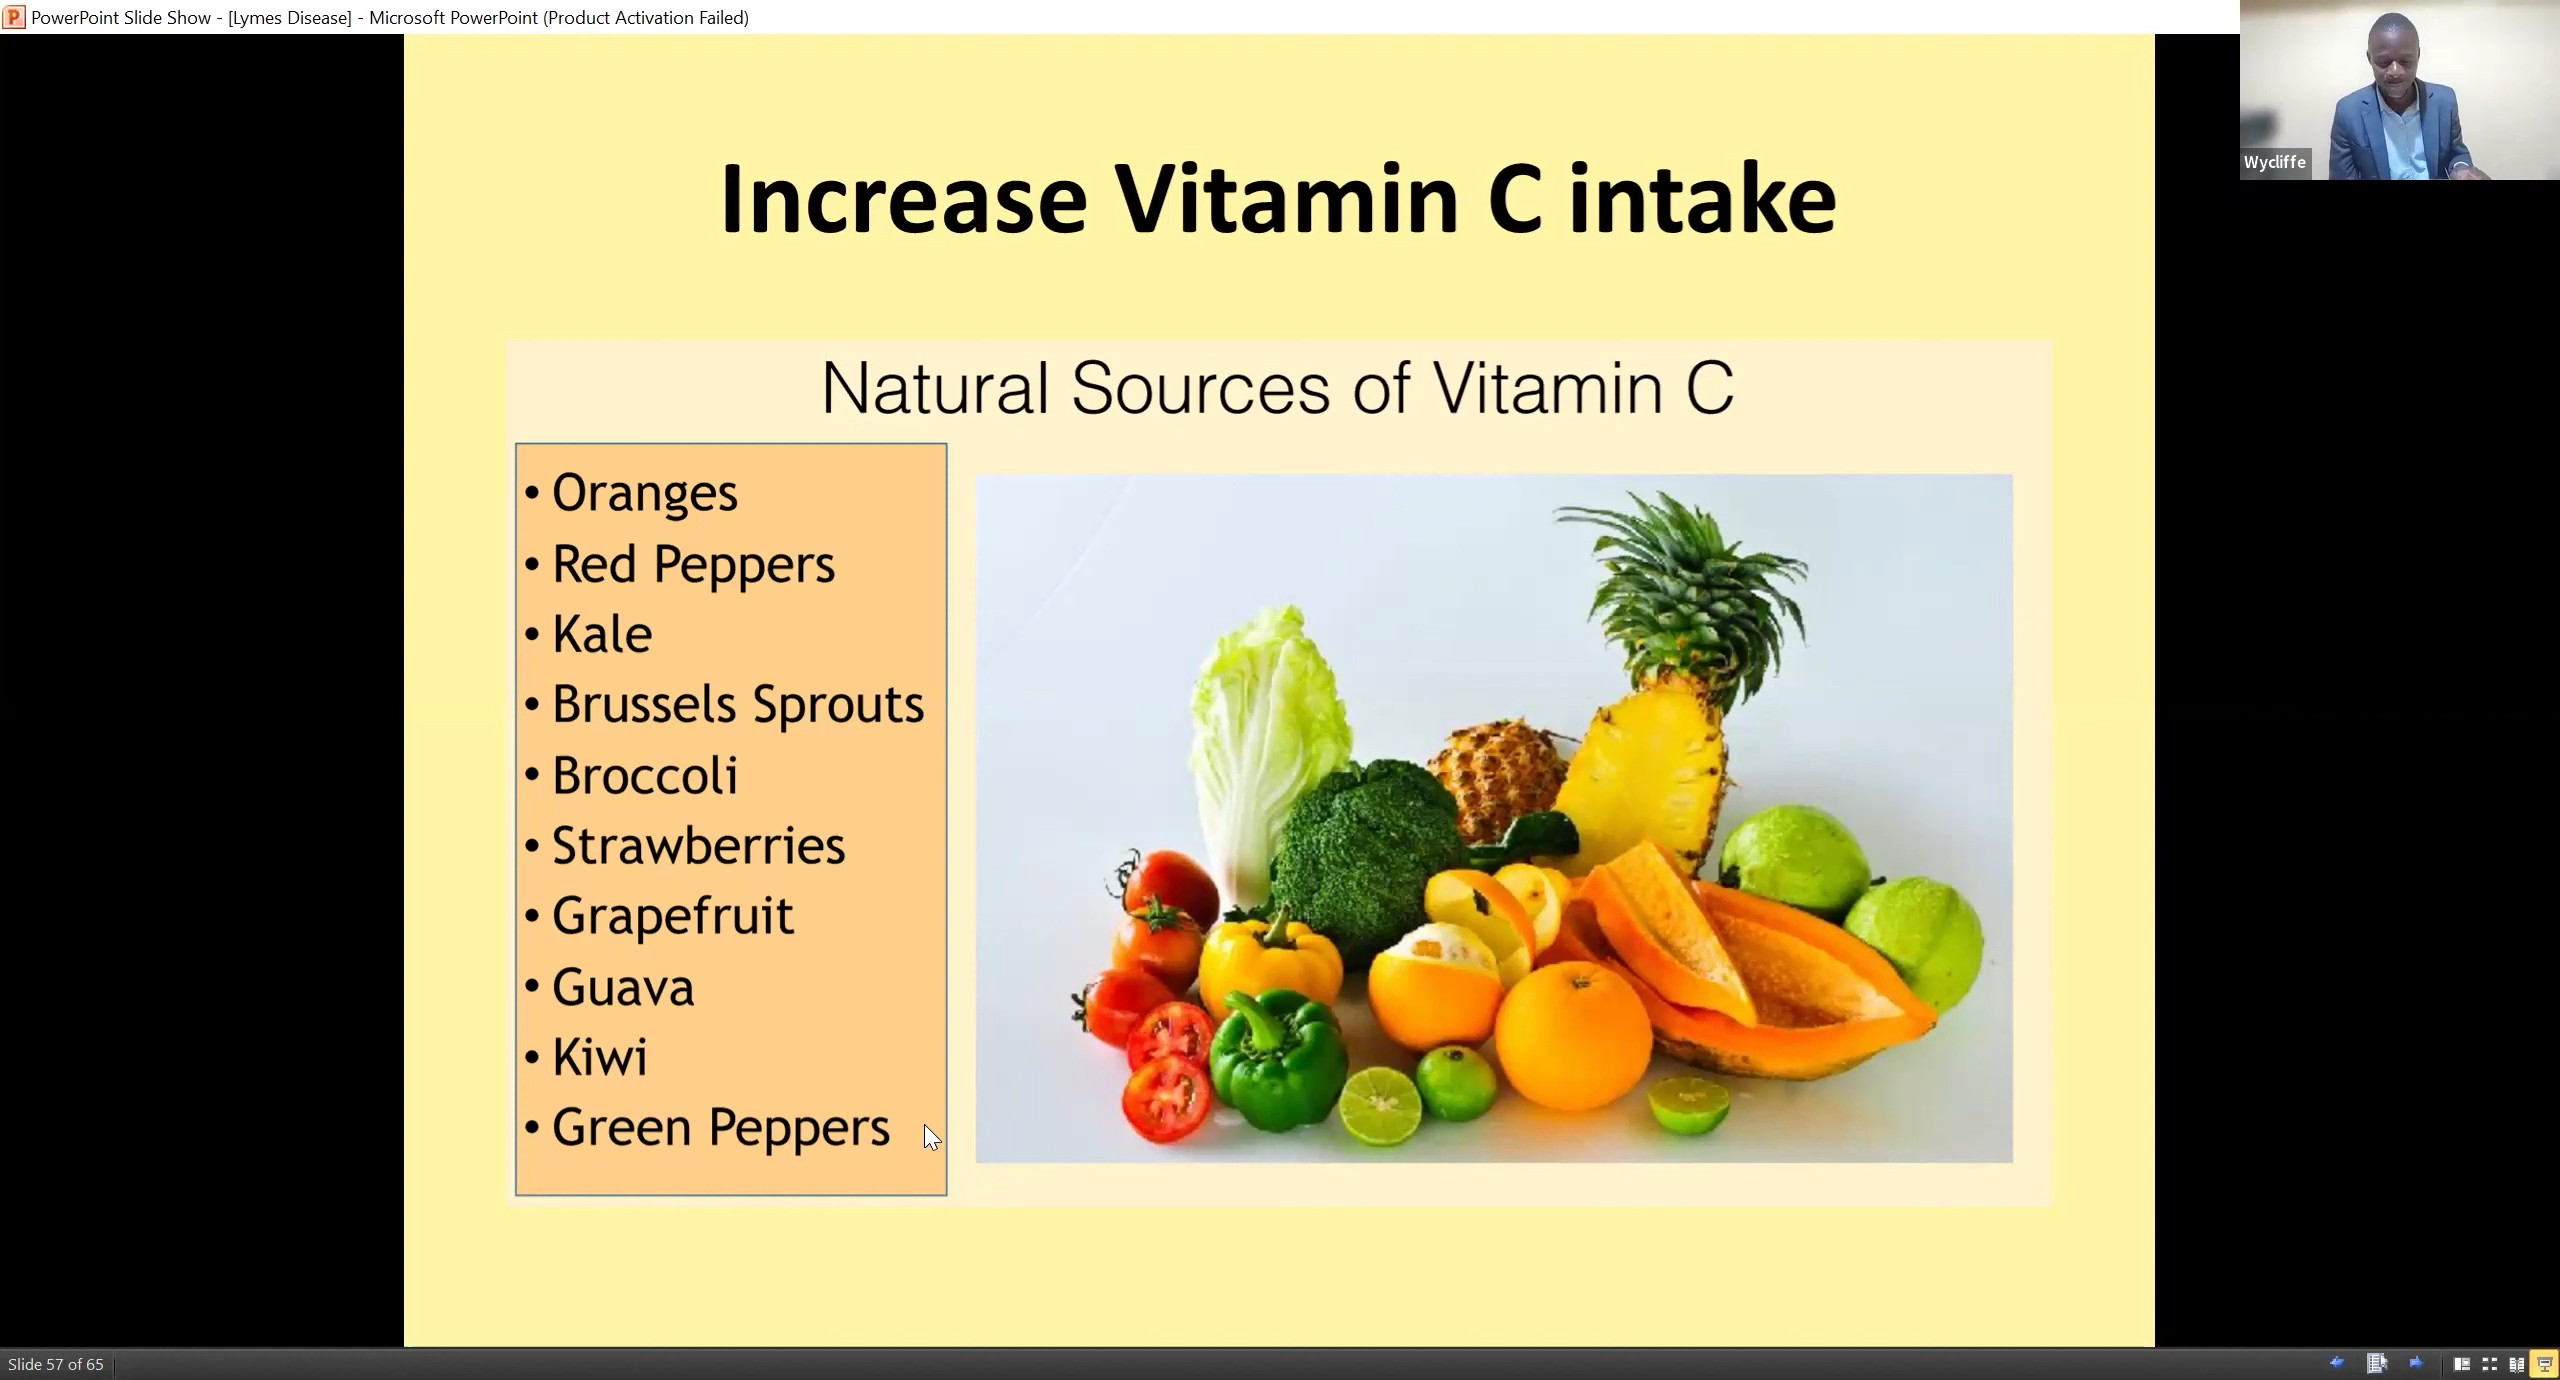 PowerPoint Slide Show - [Lymes Disease] - Microsoft PowerPoint (Product Activation Failed)
Wycliffe
Increase Vitamin C intake
Natural Sources of Vitamin C
• Oranges
• Red Peppers
• Kale
• Brussels Sprouts
• Broccoli
• Strawberries
• Grapefruit
• Guava
• Kiwi
• Green Peppers
Slide 57 of 65